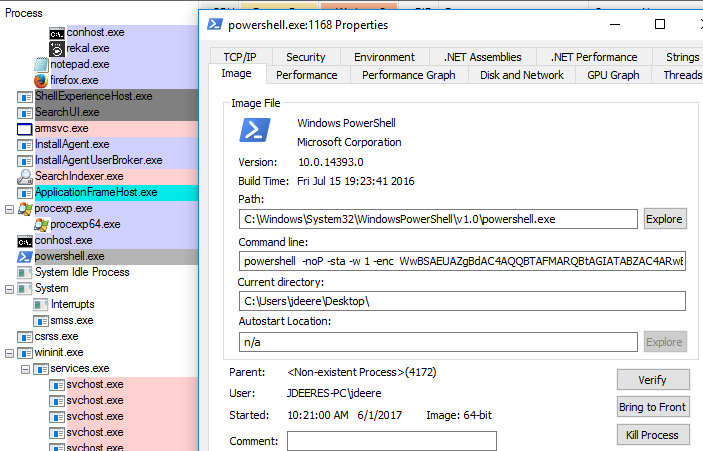 Process
conhost.exe
rekal.exe
notepad.exe
firefox.exe
ShellExperienceHost.exe
SearchUI.exe
armsvc.exe
InstallAgent.exe
InstallAgentUserBroker.exe
SearchIndexer.exe
ApplicationFrameHost.exe
procexp.exe
procexp64.exe
conhost.exe
powershell.exe
System Idle Process
System
Interrupts
smss.exe
csrss.exe
wininit.exe
services.exe
svchost.exe
svchost.exe
svchost.exe
svchost.exe
svchost.exe
powershell.exe:1168 Properties
TCP/IP Security Environment .NET Assemblies .NET Performance Strings
Image Performance Performance Graph Disk and Network GPU Graph Threads
Image File
Windows PowerShell
Microsoft Corporation
Version: 10.0.14393.0
Build Time: Fri Jul 15 19:23:41 2016
Path:
C:\Windows\System32\WindowsPowerShell\v1.0\powershell.exe Explore
Command line:
powershell -noP -sta -w 1 -enc WwBSAEUAZgBdAC4AQQBTAFMARQBtAGIATABZAC4ARwB
Current directory:
C:\Users\jdeere\Desktop\
Autostart Location:
n/a Explore
Parent: <Non-existent Process>(4172)
User: JDEERES-PC\jdeere
Started: 10:21:00 AM 6/1/2017 Image: 64-bit
Comment:
Verify
Bring to Front
Kill Process